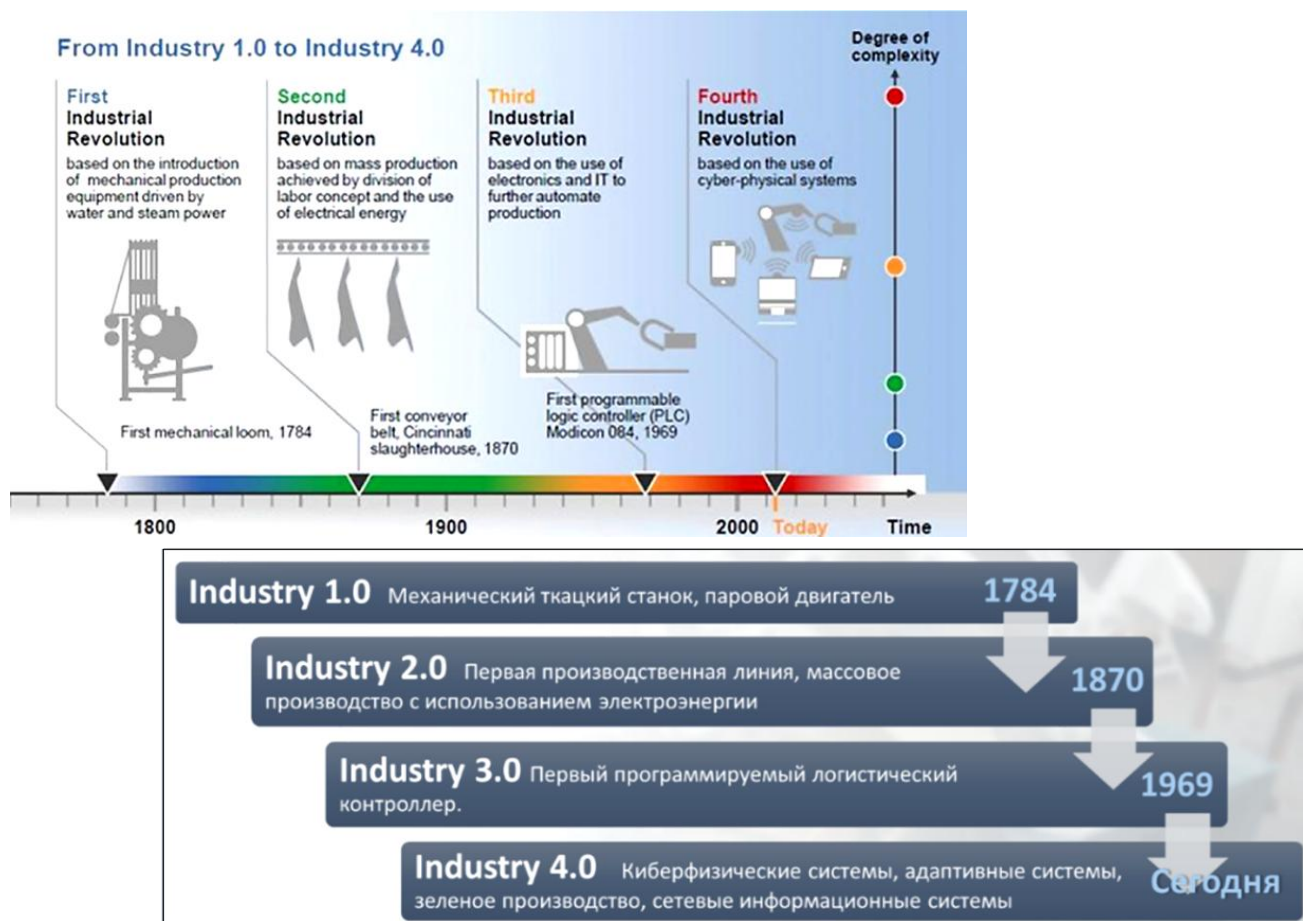 From Industry 1.0 to Industry 4.0
Degree of
complexity
First
Industrial
Revolution
based on the introduction
of mechanical production
equipment driven by
water and steam power
Second
Industrial
Revolution
based on mass production
achieved by division of
labor concept and the use
of electrical energy
Third
Industrial
Revolution
based on the use of
electronics and IT to
further automate
production
Fourth
Industrial
Revolution
based on the use of
cyber-physical systems
First mechanical loom, 1784
First conveyor
belt, Cincinnati
slaughterhouse, 1870
First programmable
logic controller (PLC)
Modicon 084, 1969
1800 1900 2000 Today Time
Industry 1.0 Механический ткацкий станок, паровой двигатель 1784
Industry 2.0 Первая производственная линия, массовое
производство с использованием электроэнергии
1870
Industry 3.0 Первый программируемый логистический
контроллер.
1969
Industry 4.0 Киберфизические системы, адаптивные системы,
зеленое производство, сетевые информационные системы
Сегодня